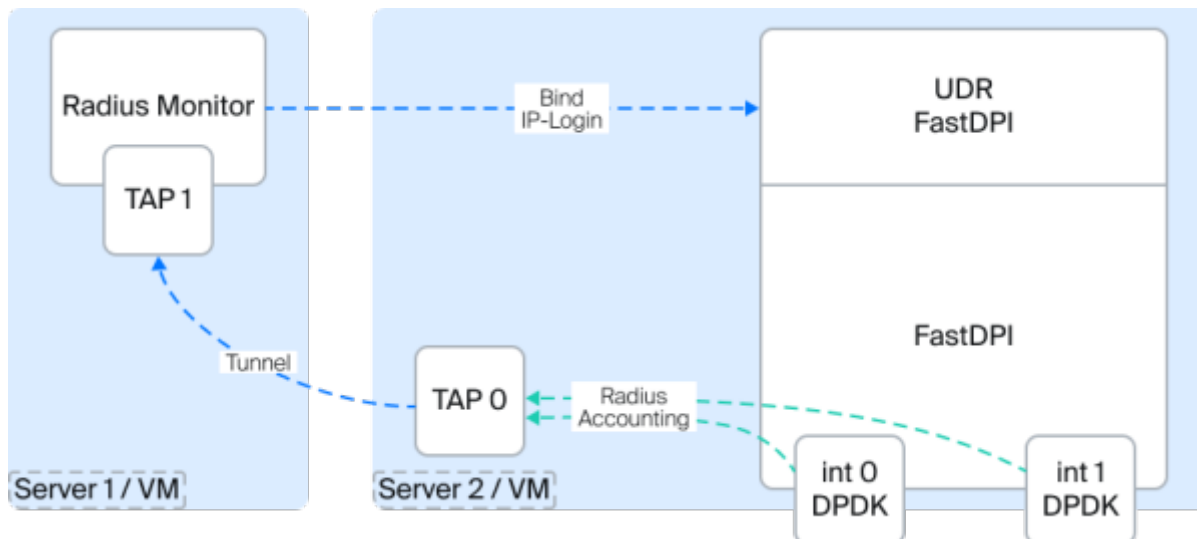 Radius Monitor
TAP 1
Bind
IP-Login
UDR
FastDPI
Tunnel
TAP 0
Radius
Accounting
FastDPI
int 0
DPDK
int 1
DPDK
Server 1 / VM
Server 2 / VM